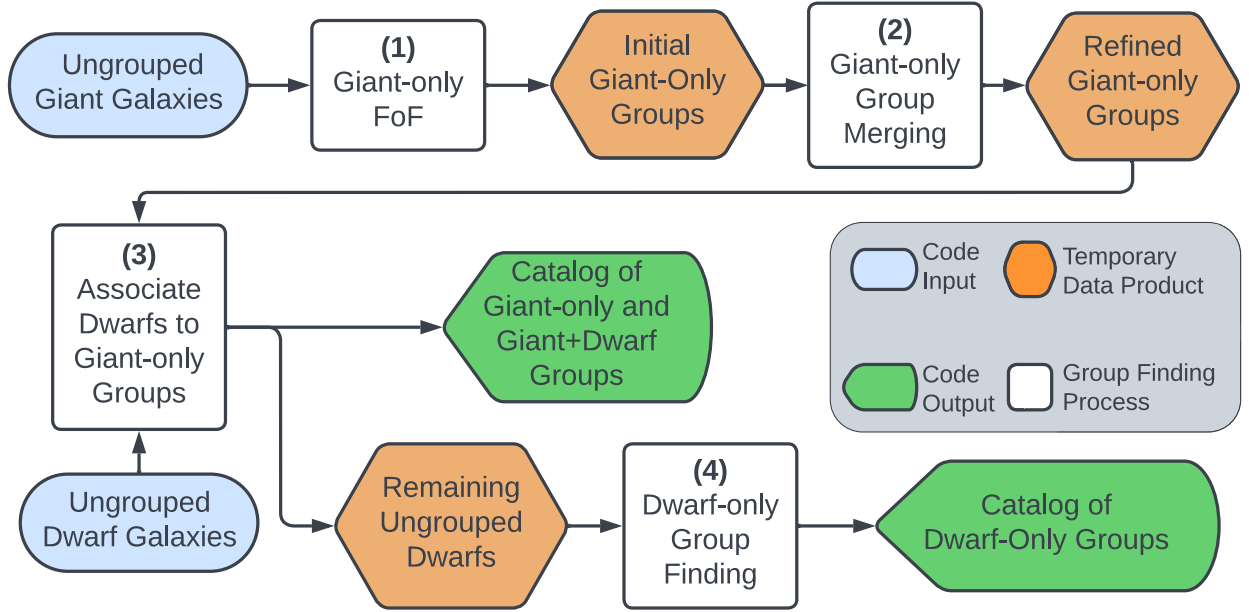 Ungrouped
Giant Galaxies
(1)
Giant-only
FoF
Initial
Giant-Only
Groups
(2)
Giant-only
Group
Merging
Refined
Giant-only
Groups
(3)
Associate
Dwarfs to
Giant-only
Groups
Catalog of
Giant-only and
Giant+Dwarf
Groups
Code
Input
Temporary
Data Product
Code
Output
Group Finding
Process
Ungrouped
Dwarf Galaxies
Remaining
Ungrouped
Dwarfs
(4)
Dwarf-only
Group
Finding
Catalog of
Dwarf-Only Groups